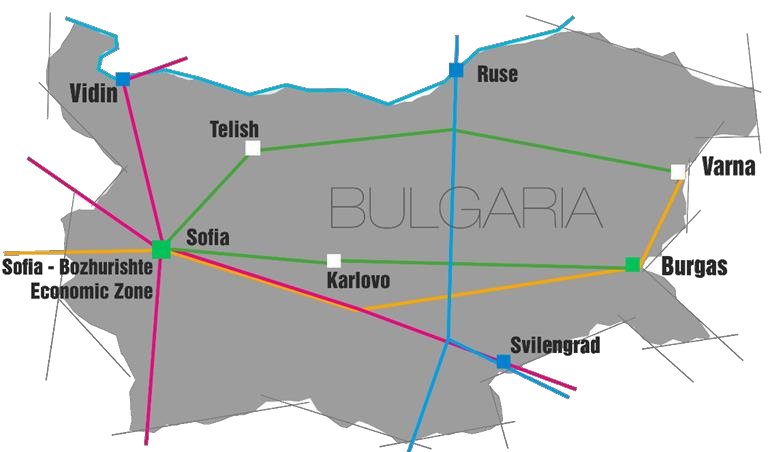 Vidin
Ruse
Telish
Varna
BULGARIA
Sofia
Sofia - Bozhurishte
Economic Zone
Karlovo
Burgas
Svilengrad